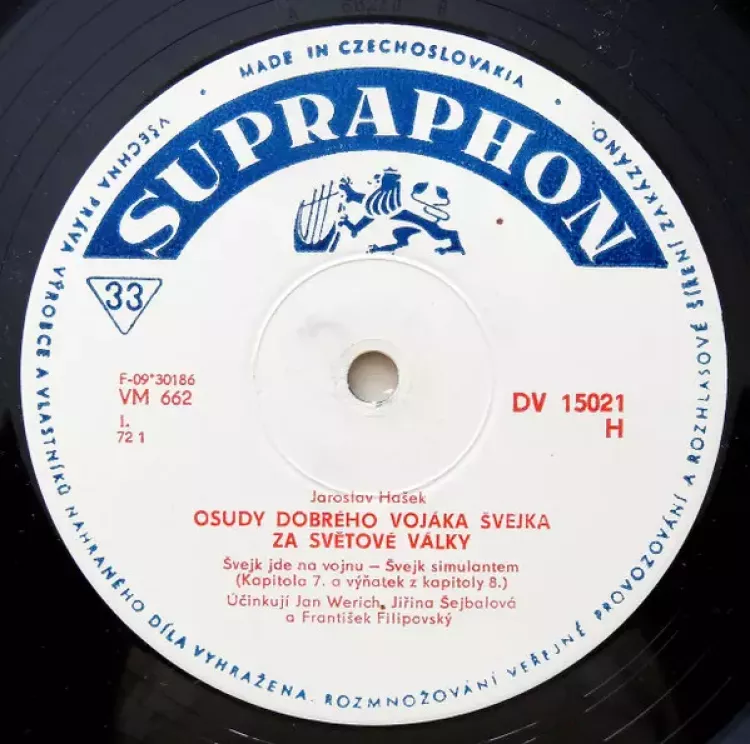 MADE IN CZECHOSLOVAKIA
SUPRAPHON
33
F-09*30186
VM 662
I.
72 1
DV 15021
H
Jaroslav Hašek
OSUDY DOBRÉHO VOJÁKA ŠVEJKA
ZA SVĚTOVÉ VÁLKY
Švejk jde na vojnu – Švejk simulantem
(Kapitola 7. a výňatek z kapitoly 8.)
Účinkují Jan Werich, Jiřina Šejbalová
a František Filipovský
VŠECHNA PRÁVA VÝROBCE A VLASTNÍKŮ NAHRANÉHO DÍLA VYHRAŽENA. ROZMNOŽOVÁNÍ VEŘEJNÉ PROVOZOVÁNÍ A ROZHLASOVÉ ŠÍŘENÍ ZAKÁZÁNO.